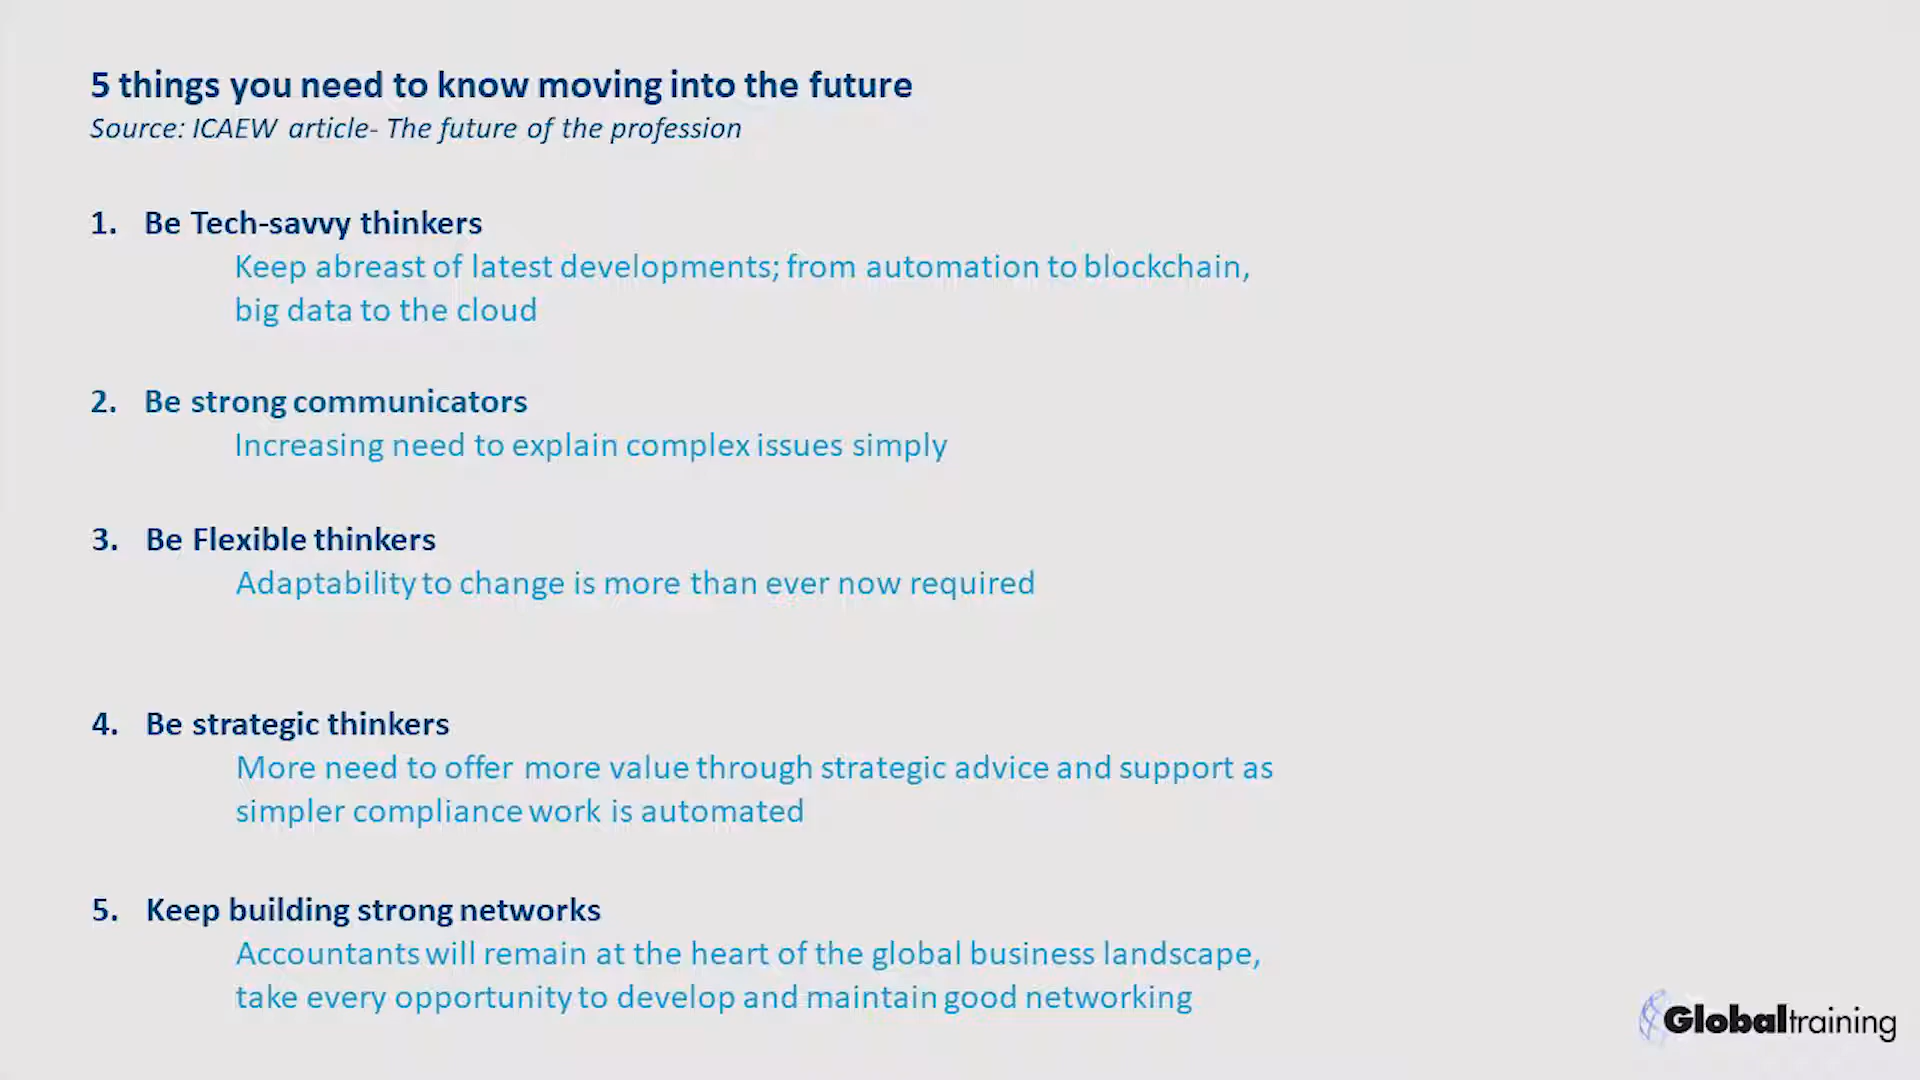 5 things you need to know moving into the future
Source: ICAEW article- The future of the profession
1. Be Tech-savvy thinkers
Keep abreast of latest developments; from automation to blockchain,
big data to the cloud
2. Be strong communicators
Increasing need to explain complex issues simply
3. Be Flexible thinkers
Adaptability to change is more than ever now required
4. Be strategic thinkers
More need to offer more value through strategic advice and support as
simpler compliance work is automated
5. Keep building strong networks
Accountants will remain at the heart of the global business landscape,
take every opportunity to develop and maintain good networking
Globaltraining